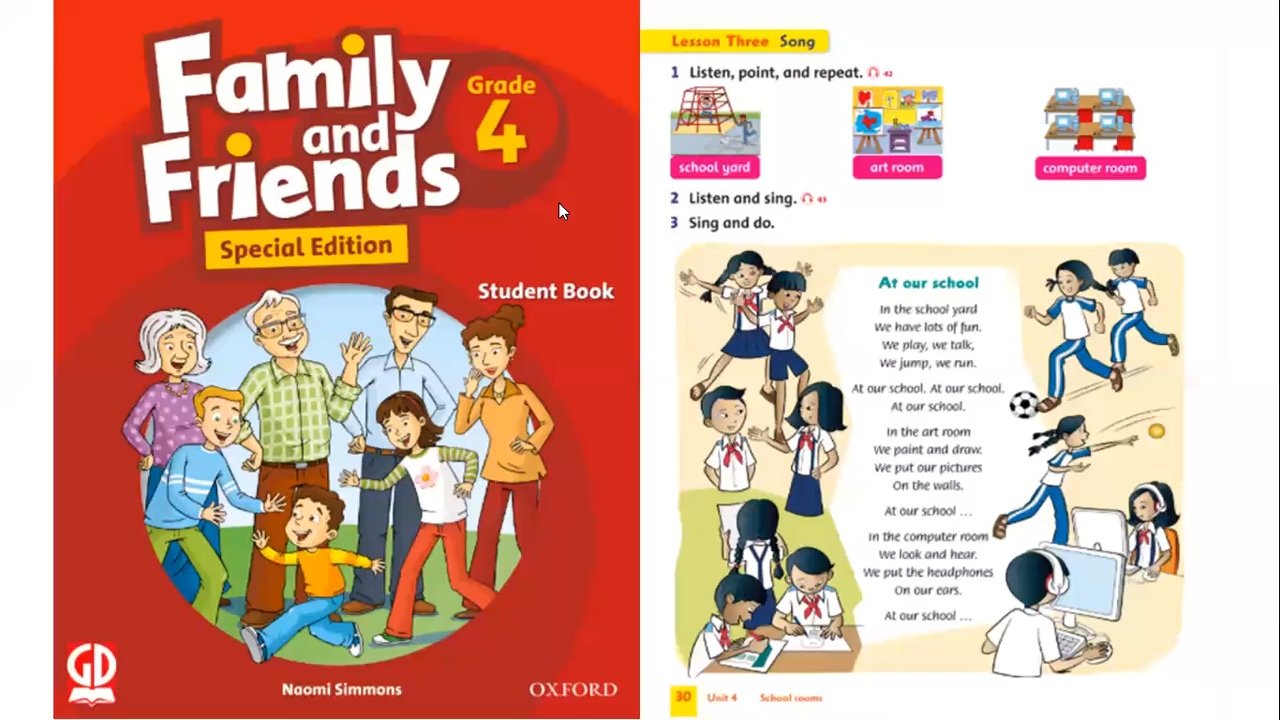 Family
and
Friends
Grade
4
Special Edition
Student Book
GD
Naomi Simmons
OXFORD
Lesson Three Song
1 Listen, point, and repeat. 42
school yard
art room
computer room
2 Listen and sing. 43
3 Sing and do.
At our school
In the school yard
We have lots of fun.
We play, we talk,
We jump, we run.
At our school. At our school.
At our school.
In the art room
We paint and draw.
We put our pictures
On the walls.
At our school ...
In the computer room
We look and hear.
We put the headphones
On our ears.
At our school ...
30 Unit 4 School rooms